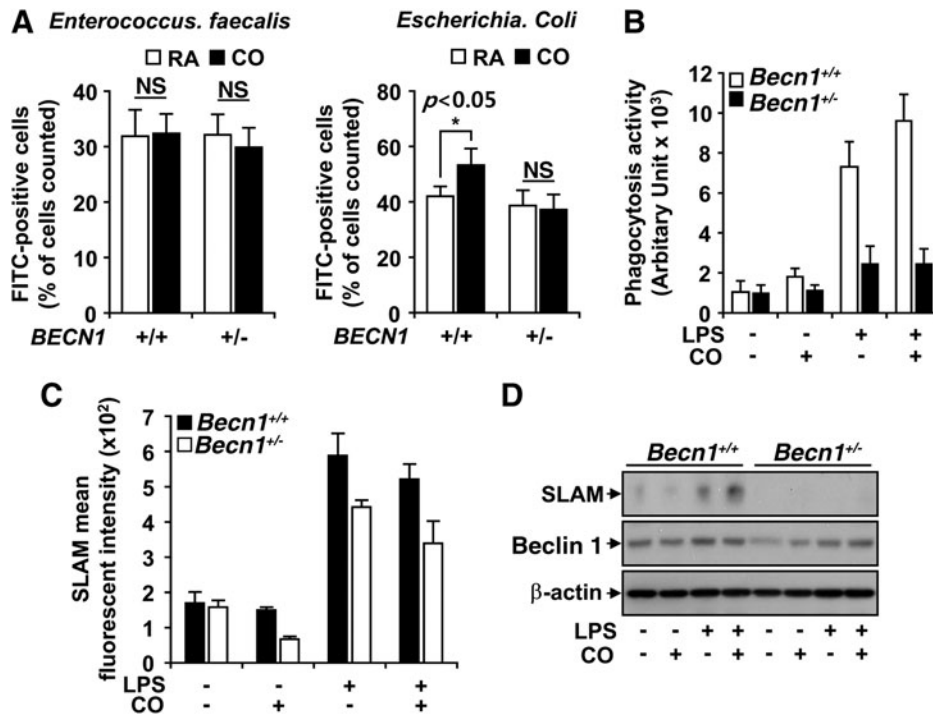 A
Enterococcus. faecalis
RA CO
FITC-positive cells
(% of cells counted)
40
30
20
10
0
NS
NS
BECN1 +/+ +/-
Escherichia. Coli
RA CO
FITC-positive cells
(% of cells counted)
80
60
40
20
0
p<0.05
*
NS
BECN1 +/+ +/-
B
Phagocytosis activity
(Arbitary Unit x 10³)
12
10
8
6
4
2
0
Becn1+/+
Becn1+/-
LPS - - + +
CO - + - +
C
SLAM mean
fluorescent intensity (x10²)
7
6
5
4
3
2
1
0
Becn1+/+
Becn1+/-
LPS - - + +
CO - + - +
D
Becn1+/+ Becn1+/-
SLAM
Beclin 1
β-actin
LPS - - + + - - + +
CO - + - + - + - +